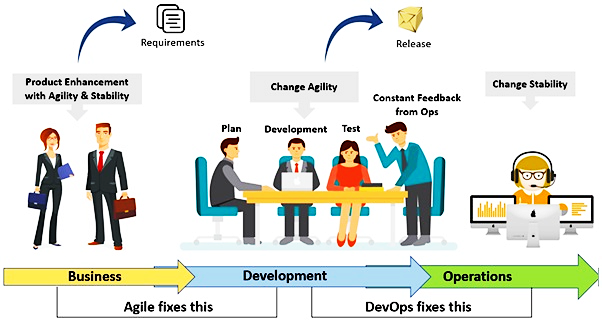 Requirements
Release
Product Enhancement
with Agility & Stability
Change Agility
Change Stability
Constant Feedback
from Ops
Plan
Development
Test
Business
Development
Operations
Agile fixes this
DevOps fixes this